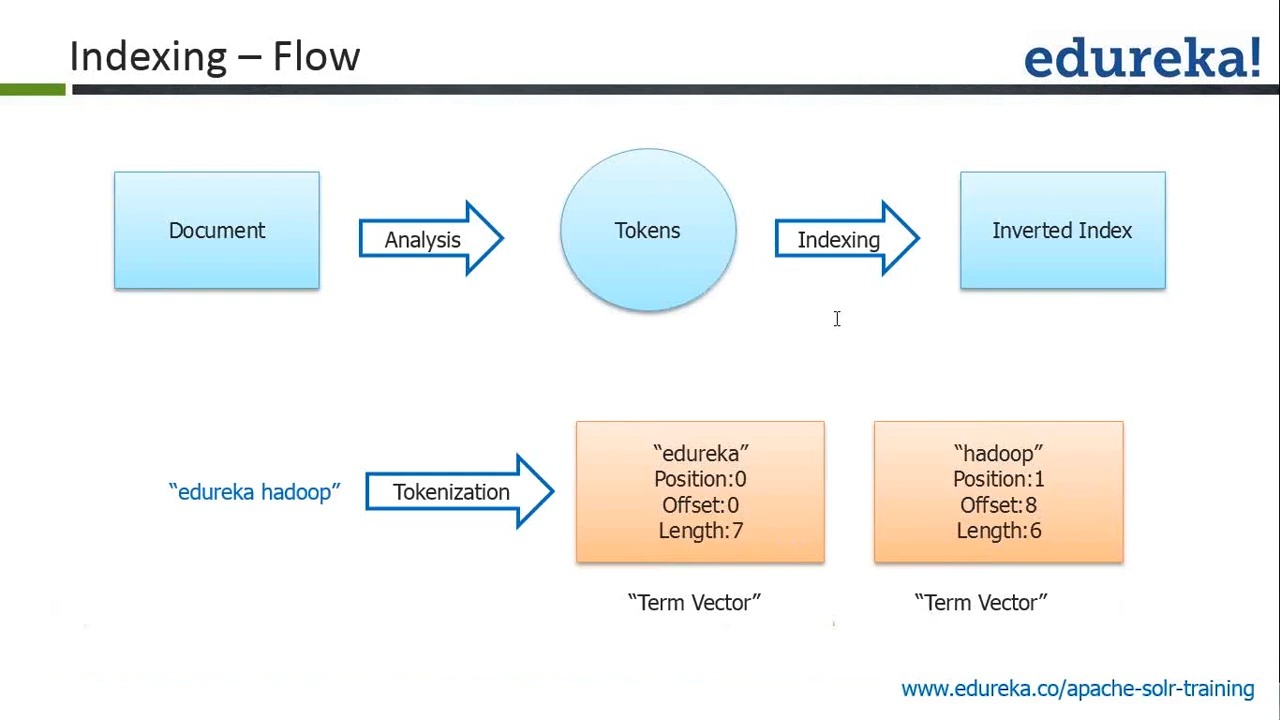 Indexing – Flow
edureka!
Document
Analysis
Tokens
Indexing
Inverted Index
“edureka hadoop”
Tokenization
“edureka”
Position:0
Offset:0
Length:7
“hadoop”
Position:1
Offset:8
Length:6
“Term Vector”
“Term Vector”
www.edureka.co/apache-solr-training